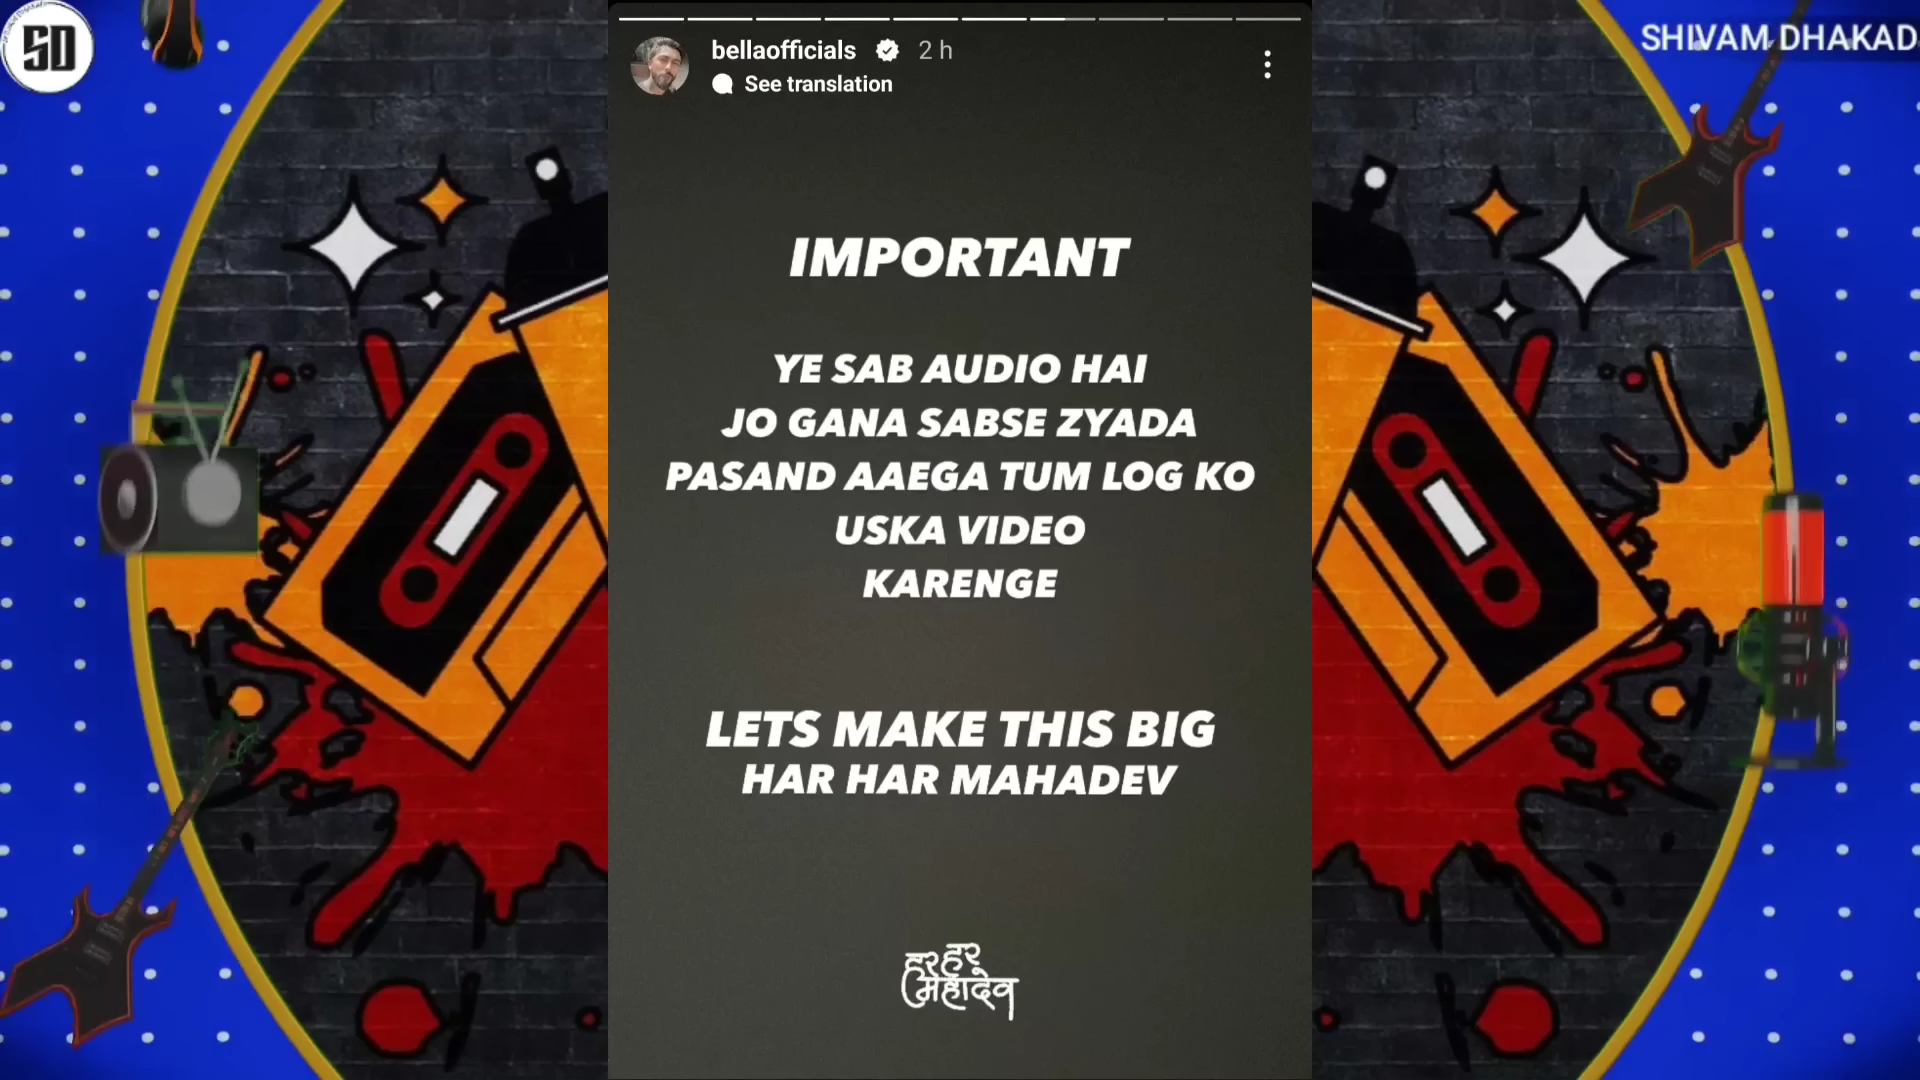 SD
SHIVAM DHAKAD
bellaofficials 2 h
See translation
IMPORTANT
YE SAB AUDIO HAI
JO GANA SABSE ZYADA
PASAND AAEGA TUM LOG KO
USKA VIDEO
KARENGE
LETS MAKE THIS BIG
HAR HAR MAHADEV
हर हर
महादेव